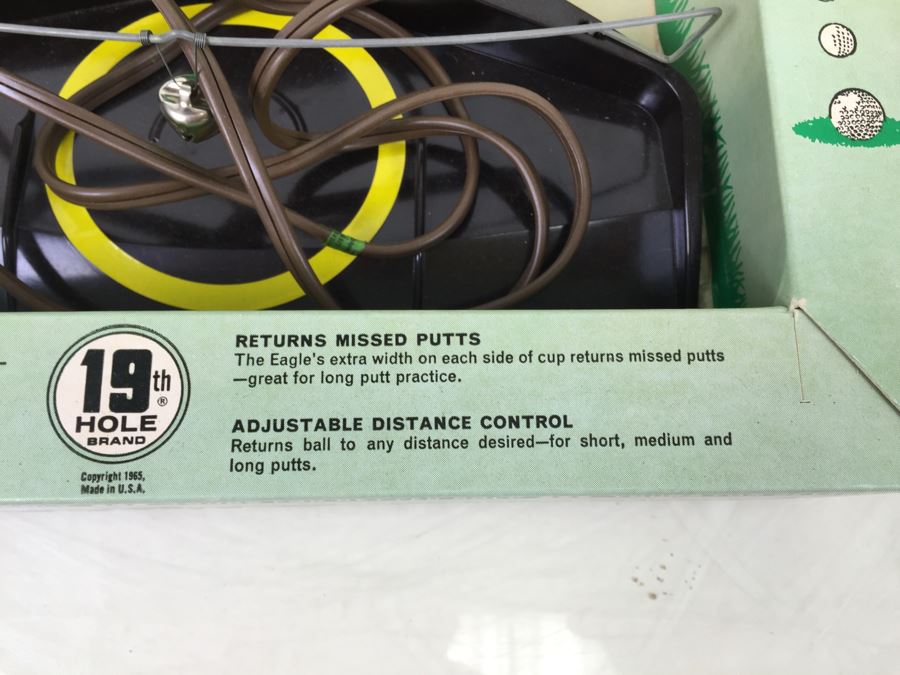 19th®
HOLE
BRAND
Copyright 1965,
Made in U.S.A.
RETURNS MISSED PUTTS
The Eagle's extra width on each side of cup returns missed putts
—great for long putt practice.
ADJUSTABLE DISTANCE CONTROL
Returns ball to any distance desired—for short, medium and
long putts.